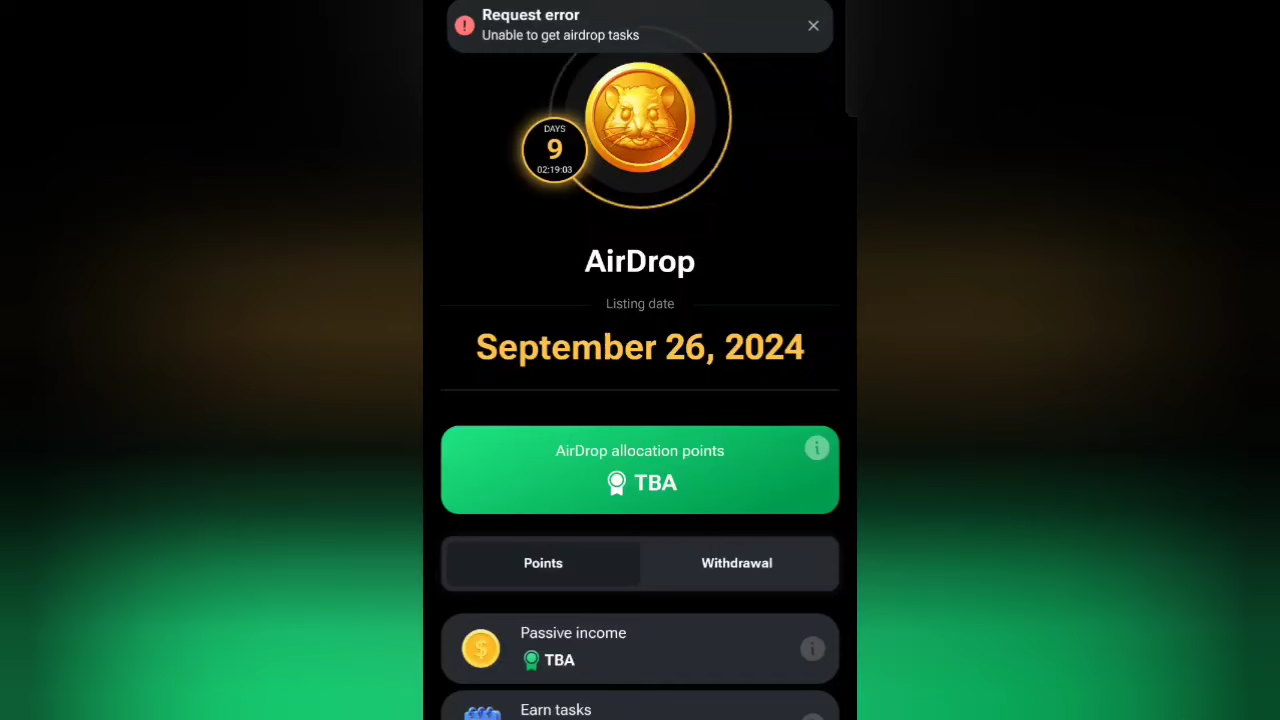 Request error
Unable to get airdrop tasks
DAYS
9
02:19:03
AirDrop
Listing date
September 26, 2024
AirDrop allocation points
TBA
Points
Withdrawal
Passive income
TBA
Earn tasks